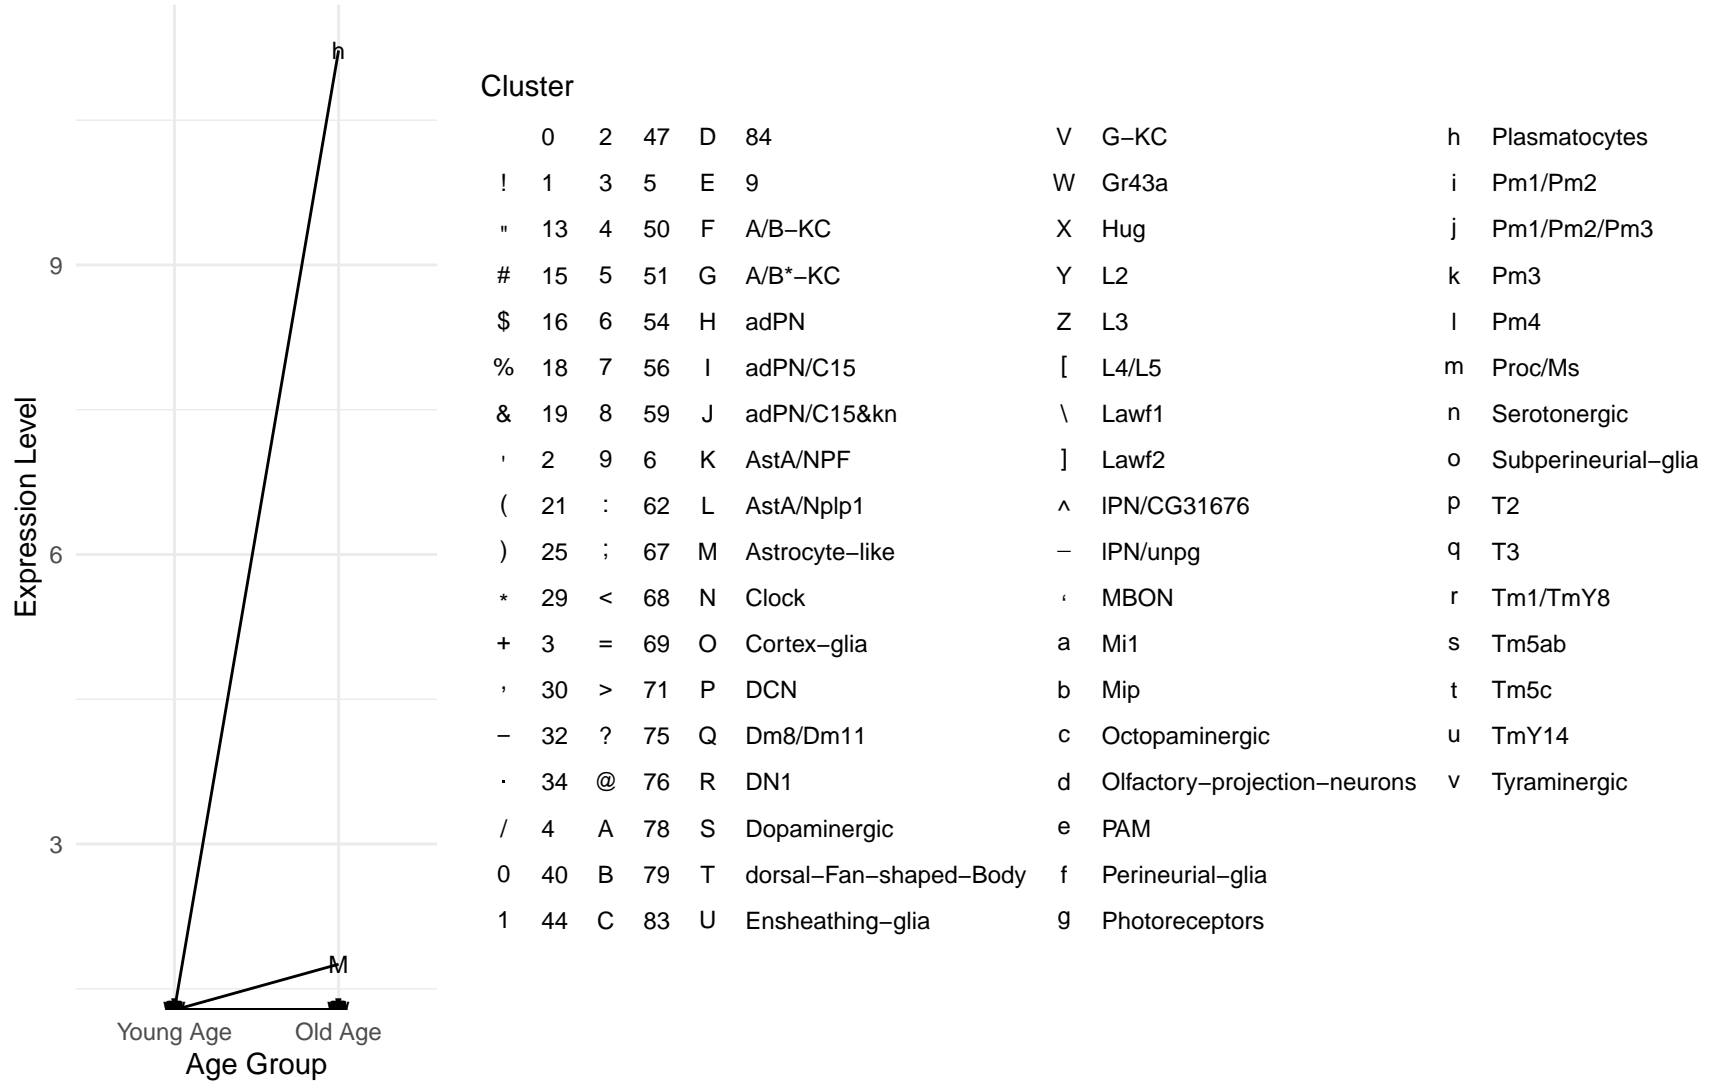 Cluster
0 2 47 D 84 V G−KC h Plasmatocytes
! 1 3 5 E 9 W Gr43a i Pm1/Pm2
" 13 4 50 F A/B−KC X Hug j Pm1/Pm2/Pm3
# 15 5 51 G A/B*−KC Y L2 k Pm3
$ 16 6 54 H adPN Z L3 l Pm4
% 18 7 56 I adPN/C15 [ L4/L5 m Proc/Ms
& 19 8 59 J adPN/C15&kn \ Lawf1 n Serotonergic
' 2 9 6 K AstA/NPF ] Lawf2 o Subperineurial−glia
( 21 : 62 L AstA/Nplp1 ^ lPN/CG31676 p T2
) 25 ; 67 M Astrocyte−like _ lPN/unpg q T3
* 29 < 68 N Clock ‘ MBON r Tm1/TmY8
+ 3 = 69 O Cortex−glia a Mi1 s Tm5ab
, 30 > 71 P DCN b Mip t Tm5c
− 32 ? 75 Q Dm8/Dm11 c Octopaminergic u TmY14
. 34 @ 76 R DN1 d Olfactory−projection−neurons v Tyraminergic
/ 4 A 78 S Dopaminergic e PAM
0 40 B 79 T dorsal−Fan−shaped−Body f Perineurial−glia
1 44 C 83 U Ensheathing−glia g Photoreceptors
h
M
9
6
3
Expression Level
Young Age Old Age
Age Group